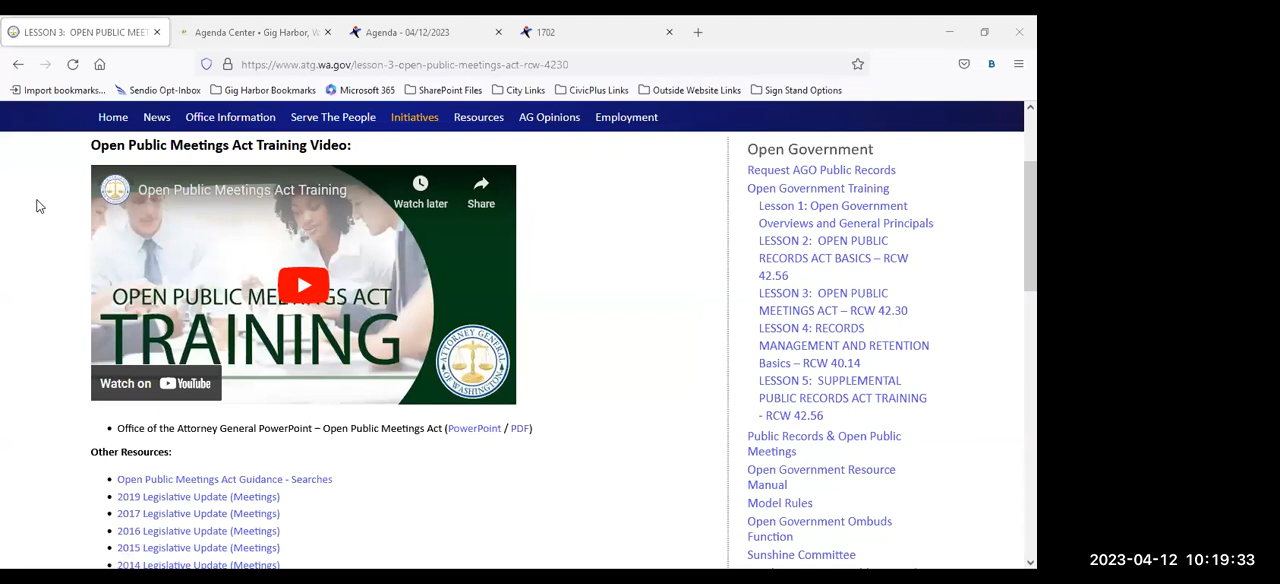 LESSON 3: OPEN PUBLIC MEET
Agenda Center • Gig Harbor, W
Agenda - 04/12/2023
1702
https://www.atg.wa.gov/lesson-3-open-public-meetings-act-rcw-4230
B
Import bookmarks...
Sendio Opt-Inbox
Gig Harbor Bookmarks
Microsoft 365
SharePoint Files
City Links
CivicPlus Links
Outside Website Links
Sign Stand Options
Home
News
Office Information
Serve The People
Initiatives
Resources
AG Opinions
Employment
Open Public Meetings Act Training Video:
Open Public Meetings Act Training
Watch later
Share
OPEN PUBLIC MEETINGS ACT
TRAINING
ATTORNEY GENERAL
OF WASHINGTON
Watch on YouTube
• Office of the Attorney General PowerPoint – Open Public Meetings Act (PowerPoint / PDF)
Other Resources:
• Open Public Meetings Act Guidance - Searches
• 2019 Legislative Update (Meetings)
• 2017 Legislative Update (Meetings)
• 2016 Legislative Update (Meetings)
• 2015 Legislative Update (Meetings)
• 2014 Legislative Update (Meetings)
Open Government
Request AGO Public Records
Open Government Training
Lesson 1: Open Government
Overviews and General Principals
LESSON 2: OPEN PUBLIC
RECORDS ACT BASICS – RCW
42.56
LESSON 3: OPEN PUBLIC
MEETINGS ACT – RCW 42.30
LESSON 4: RECORDS
MANAGEMENT AND RETENTION
Basics – RCW 40.14
LESSON 5: SUPPLEMENTAL
PUBLIC RECORDS ACT TRAINING
- RCW 42.56
Public Records & Open Public
Meetings
Open Government Resource
Manual
Model Rules
Open Government Ombuds
Function
Sunshine Committee
2023-04-12 10:19:33